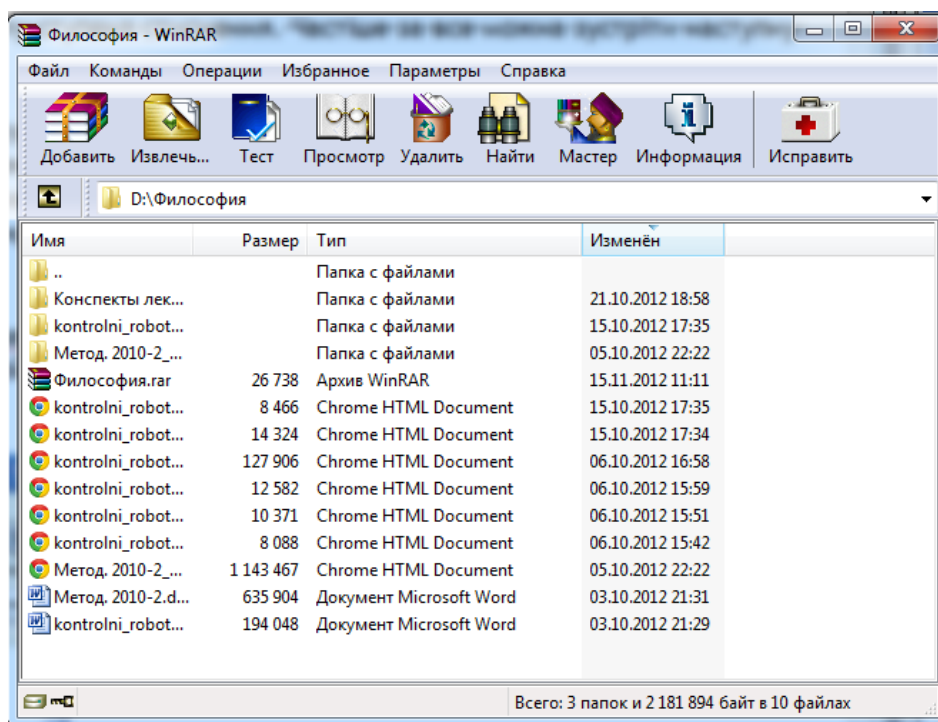 Философия - WinRAR
Файл Команды Операции Избранное Параметры Справка
Добавить Извлечь... Тест Просмотр Удалить Найти Мастер Информация Исправить
D:\Философия
Имя Размер Тип Изменён
.. Папка с файлами
Конспекты лек... Папка с файлами 21.10.2012 18:58
kontrolni_robot... Папка с файлами 15.10.2012 17:35
Метод. 2010-2_... Папка с файлами 05.10.2012 22:22
Философия.rar 26 738 Архив WinRAR 15.11.2012 11:11
kontrolni_robot... 8 466 Chrome HTML Document 15.10.2012 17:35
kontrolni_robot... 14 324 Chrome HTML Document 15.10.2012 17:34
kontrolni_robot... 127 906 Chrome HTML Document 06.10.2012 16:58
kontrolni_robot... 12 582 Chrome HTML Document 06.10.2012 15:59
kontrolni_robot... 10 371 Chrome HTML Document 06.10.2012 15:51
kontrolni_robot... 8 088 Chrome HTML Document 06.10.2012 15:42
Метод. 2010-2_... 1 143 467 Chrome HTML Document 05.10.2012 22:22
Метод. 2010-2.d... 635 904 Документ Microsoft Word 03.10.2012 21:31
kontrolni_robot... 194 048 Документ Microsoft Word 03.10.2012 21:29
Всего: 3 папок и 2 181 894 байт в 10 файлах